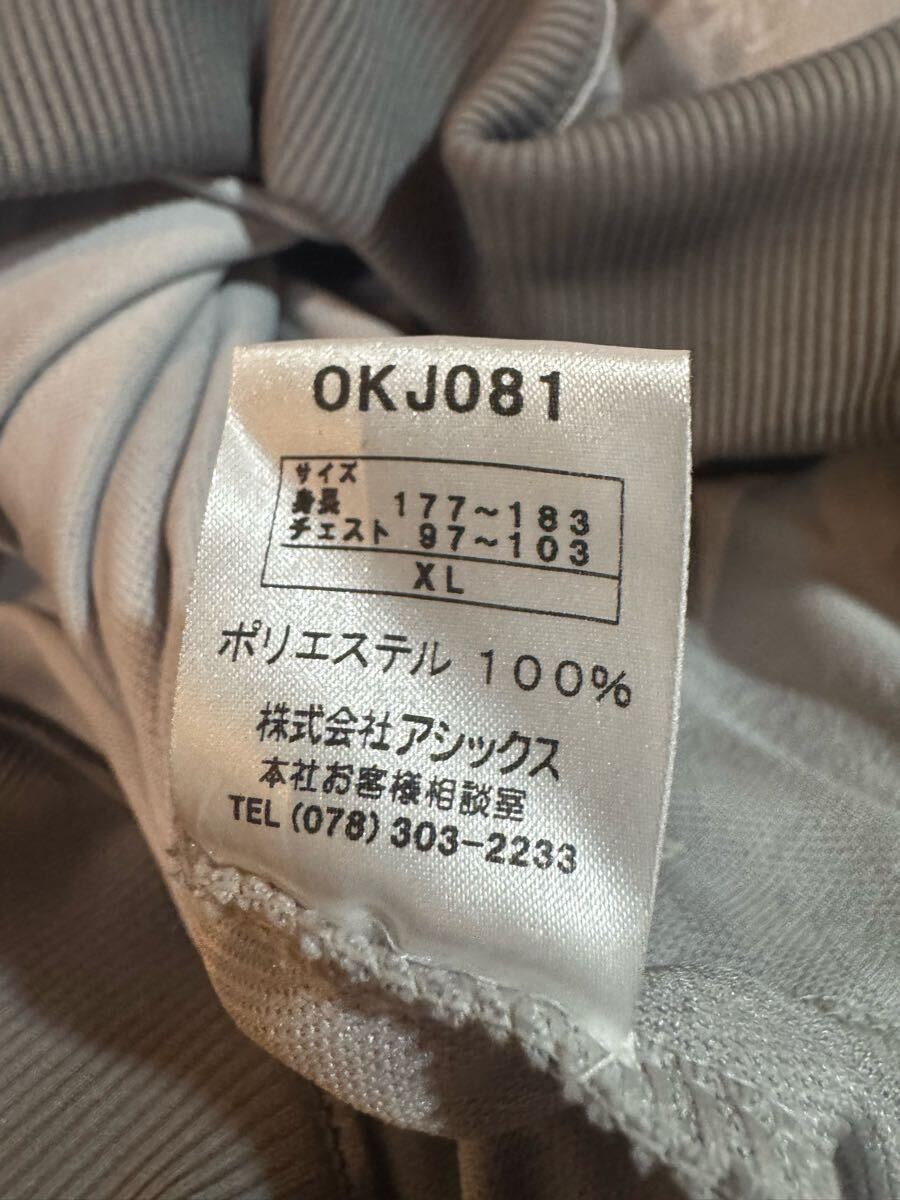 OKJ081
サイズ
身長 177~183
チェスト 97~103
XL
ポリエステル 100%
株式会社アシックス
本社お客様相談室
TEL (078) 303-2233